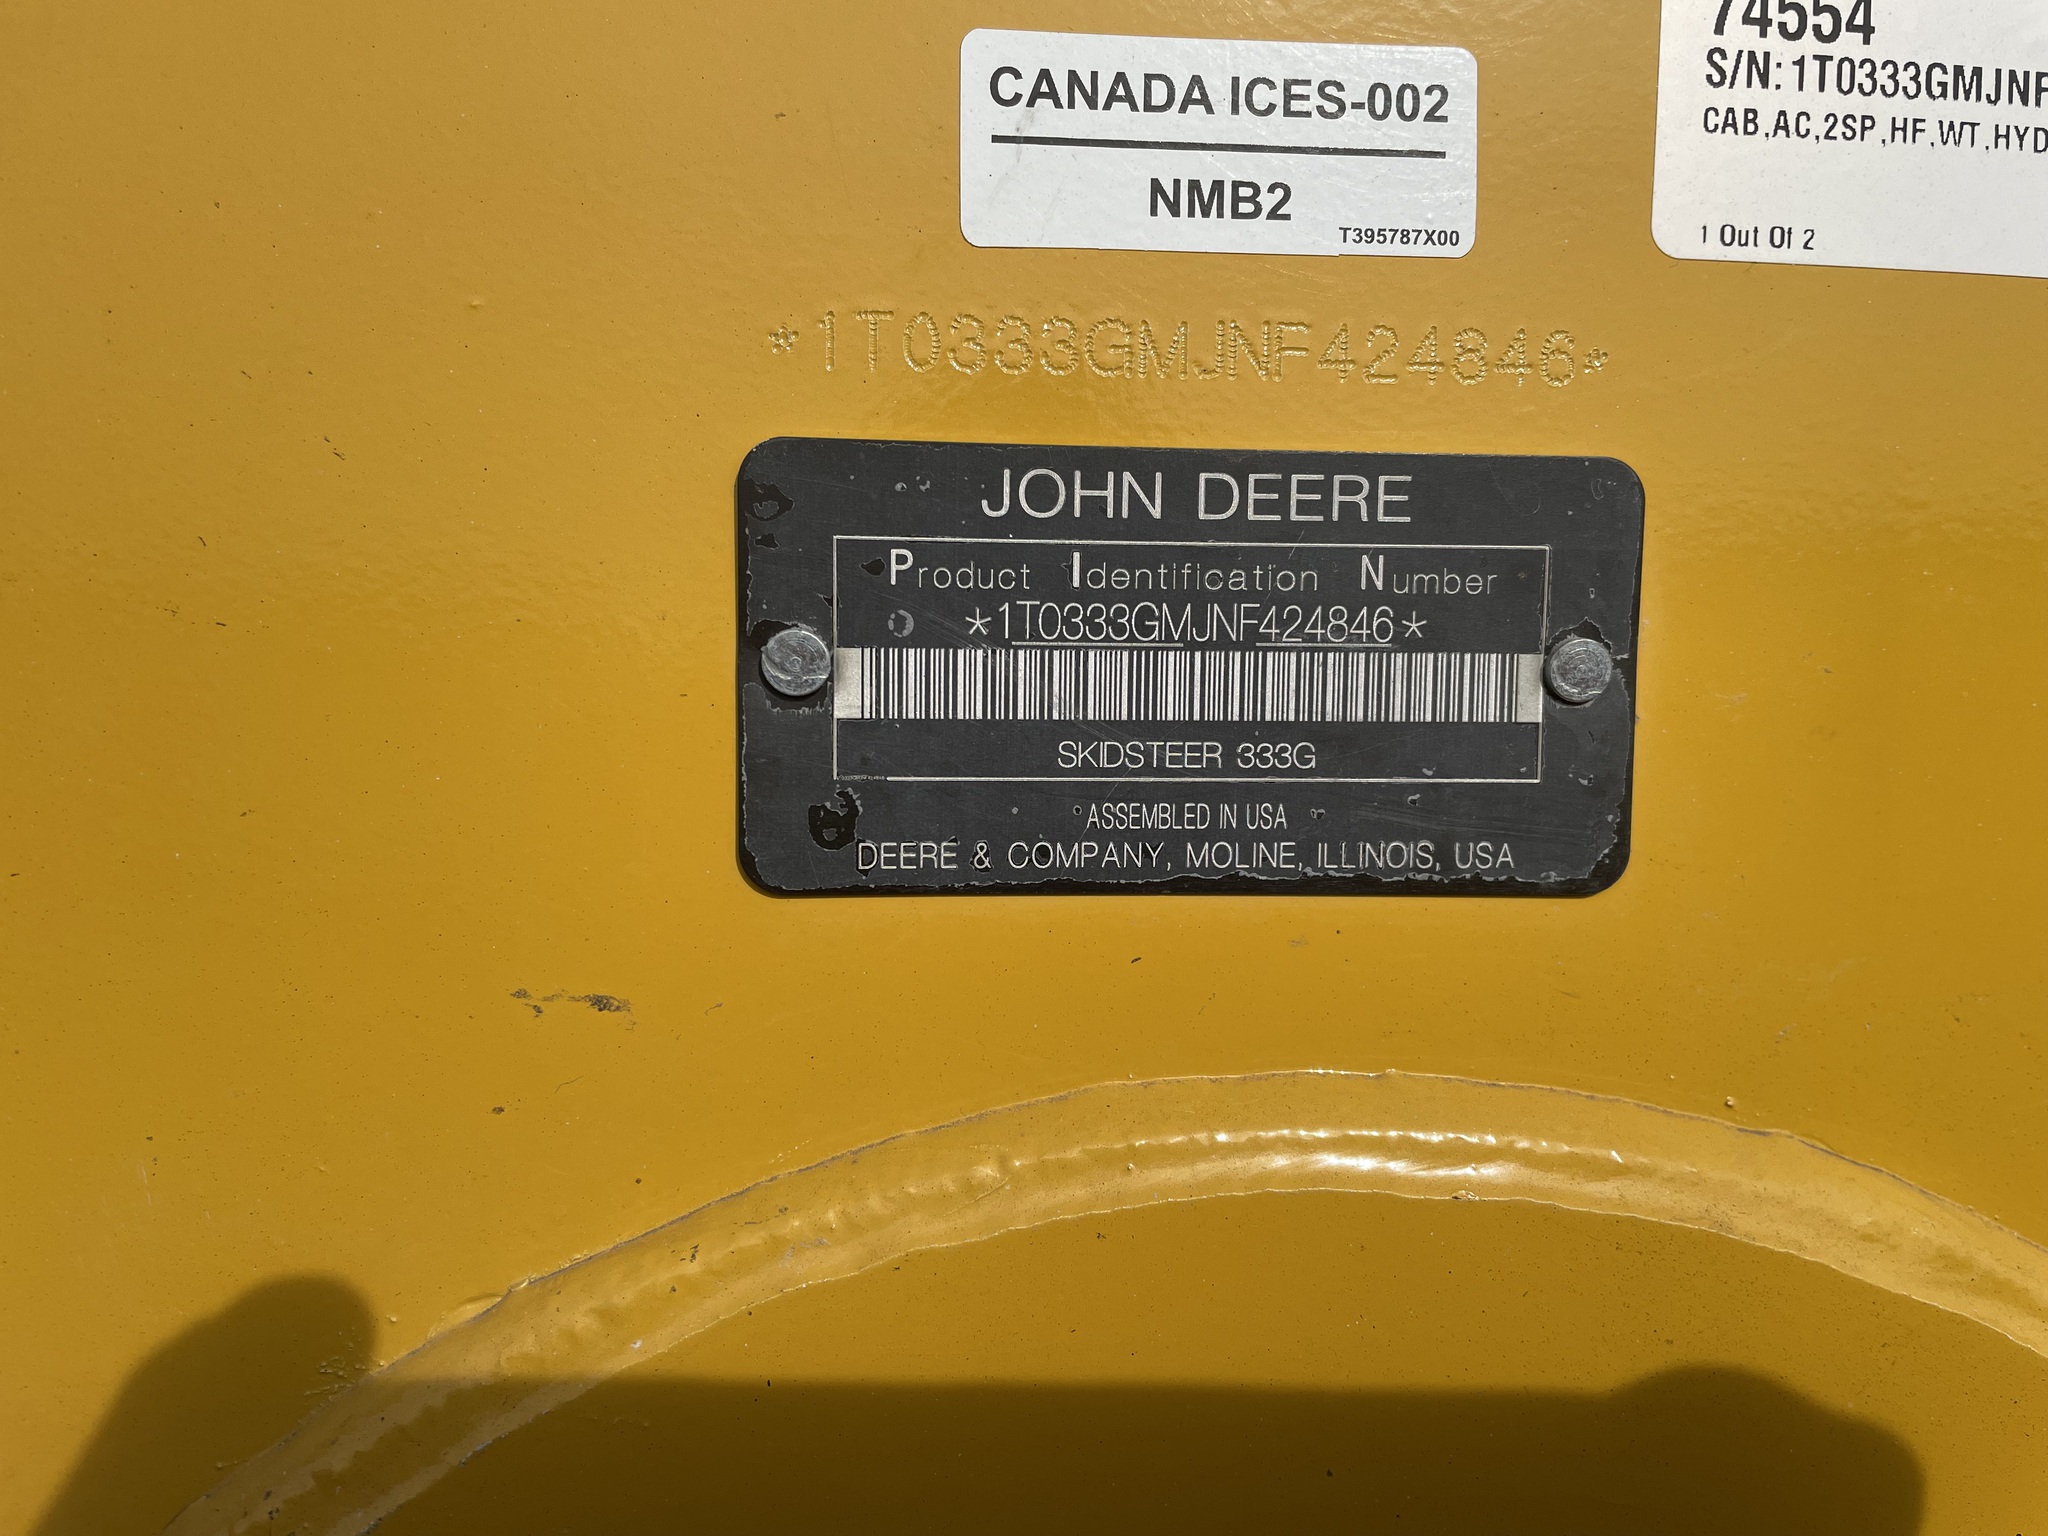 74554
S/N: 1T0333GMJNF
CAB,AC,2SP,HF,WT,HYD
1 Out Of 2
CANADA ICES-002
NMB2
T395787X00
*1T0333GMJNF424846*
JOHN DEERE
Product Identification Number
*1T0333GMJNF424846*
SKIDSTEER 333G
ASSEMBLED IN USA
DEERE & COMPANY, MOLINE, ILLINOIS, USA